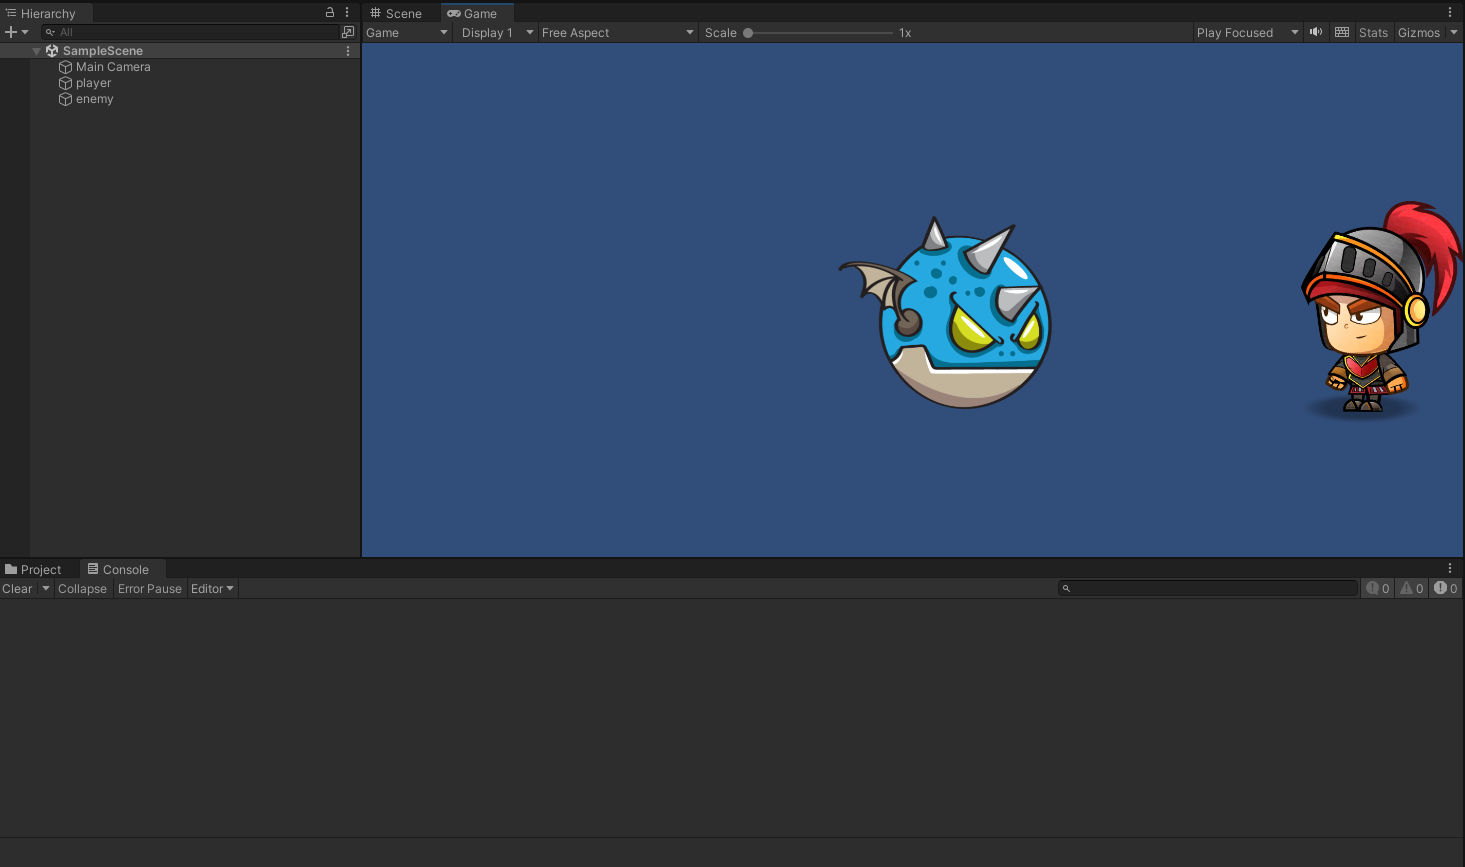 Hierarchy
All
SampleScene
Main Camera
player
enemy
Scene Game
Game Display 1 Free Aspect Scale 1x Play Focused Stats Gizmos
Project Console
Clear Collapse Error Pause Editor 0 0 0